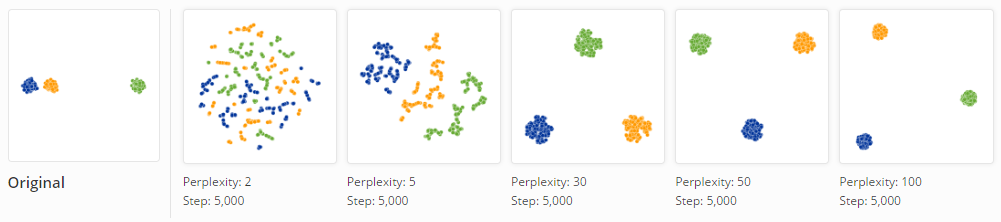 Original
Perplexity: 2
Step: 5,000
Perplexity: 5
Step: 5,000
Perplexity: 30
Step: 5,000
Perplexity: 50
Step: 5,000
Perplexity: 100
Step: 5,000